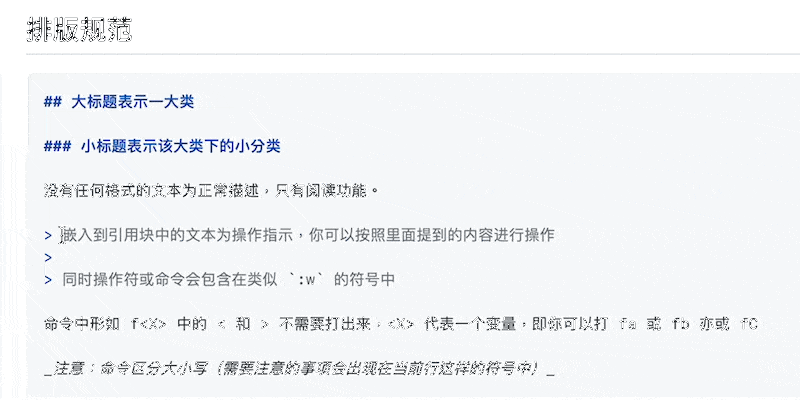 排版规范
## 大标题表示一大类
### 小标题表示该大类下的小分类
没有任何格式的文本为正常描述，只有阅读功能。
> 嵌入到引用块中的文本为操作指示，你可以按照里面提到的内容进行操作
>
> 同时操作符或命令会包含在类似 `:w` 的符号中
命令中形如 f<X> 中的 < 和 > 不需要打出来，<X> 代表一个变量，即你可以打 fa 或 fb 亦或 fC
_注意：命令区分大小写（需要注意的事项会出现在当前行这样的符号中）_